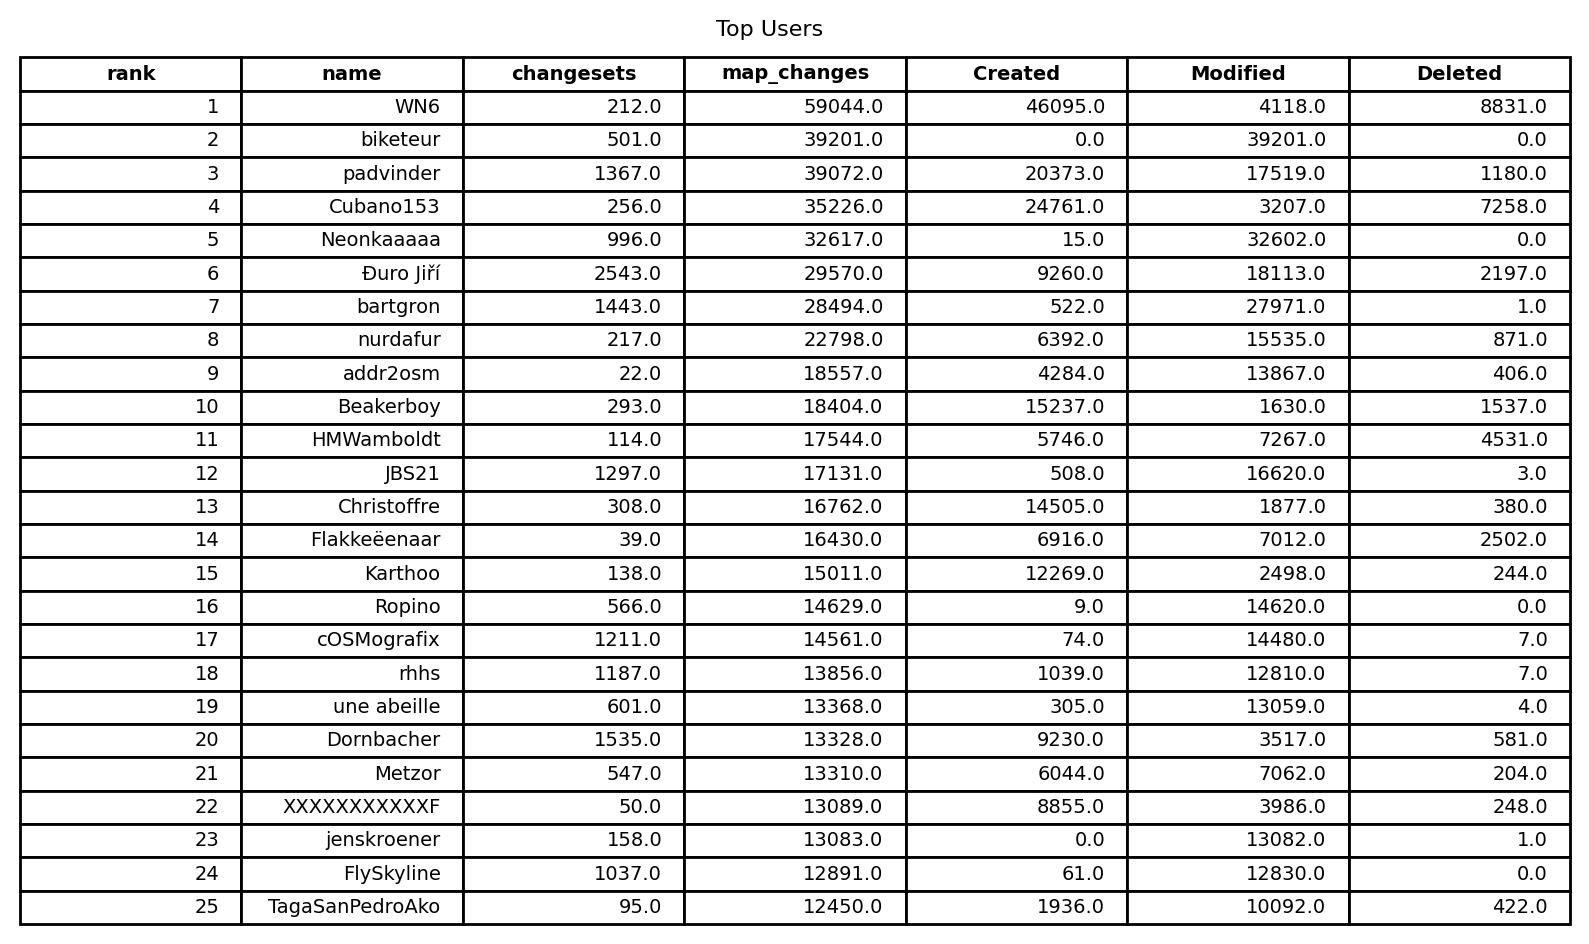 Top Users
rank name changesets map_changes Created Modified Deleted
1 WN6 212.0 59044.0 46095.0 4118.0 8831.0
2 biketeur 501.0 39201.0 0.0 39201.0 0.0
3 padvinder 1367.0 39072.0 20373.0 17519.0 1180.0
4 Cubano153 256.0 35226.0 24761.0 3207.0 7258.0
5 Neonkaaaaa 996.0 32617.0 15.0 32602.0 0.0
6 Đuro Jiří 2543.0 29570.0 9260.0 18113.0 2197.0
7 bartgron 1443.0 28494.0 522.0 27971.0 1.0
8 nurdafur 217.0 22798.0 6392.0 15535.0 871.0
9 addr2osm 22.0 18557.0 4284.0 13867.0 406.0
10 Beakerboy 293.0 18404.0 15237.0 1630.0 1537.0
11 HMWamboldt 114.0 17544.0 5746.0 7267.0 4531.0
12 JBS21 1297.0 17131.0 508.0 16620.0 3.0
13 Christoffre 308.0 16762.0 14505.0 1877.0 380.0
14 Flakkeëenaar 39.0 16430.0 6916.0 7012.0 2502.0
15 Karthoo 138.0 15011.0 12269.0 2498.0 244.0
16 Ropino 566.0 14629.0 9.0 14620.0 0.0
17 cOSMografix 1211.0 14561.0 74.0 14480.0 7.0
18 rhhs 1187.0 13856.0 1039.0 12810.0 7.0
19 une abeille 601.0 13368.0 305.0 13059.0 4.0
20 Dornbacher 1535.0 13328.0 9230.0 3517.0 581.0
21 Metzor 547.0 13310.0 6044.0 7062.0 204.0
22 XXXXXXXXXXXF 50.0 13089.0 8855.0 3986.0 248.0
23 jenskroener 158.0 13083.0 0.0 13082.0 1.0
24 FlySkyline 1037.0 12891.0 61.0 12830.0 0.0
25 TagaSanPedroAko 95.0 12450.0 1936.0 10092.0 422.0